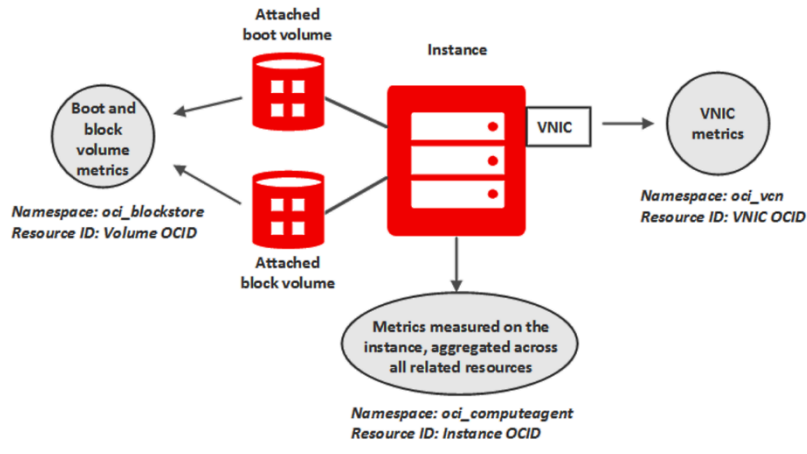 Attached
boot volume
Instance
Boot and
block
volume
metrics
VNIC
VNIC
metrics
Namespace: oci_blockstore
Resource ID: Volume OCID
Namespace: oci_vcn
Resource ID: VNIC OCID
Attached
block volume
Metrics measured on the
instance, aggregated across
all related resources
Namespace: oci_computeagent
Resource ID: Instance OCID